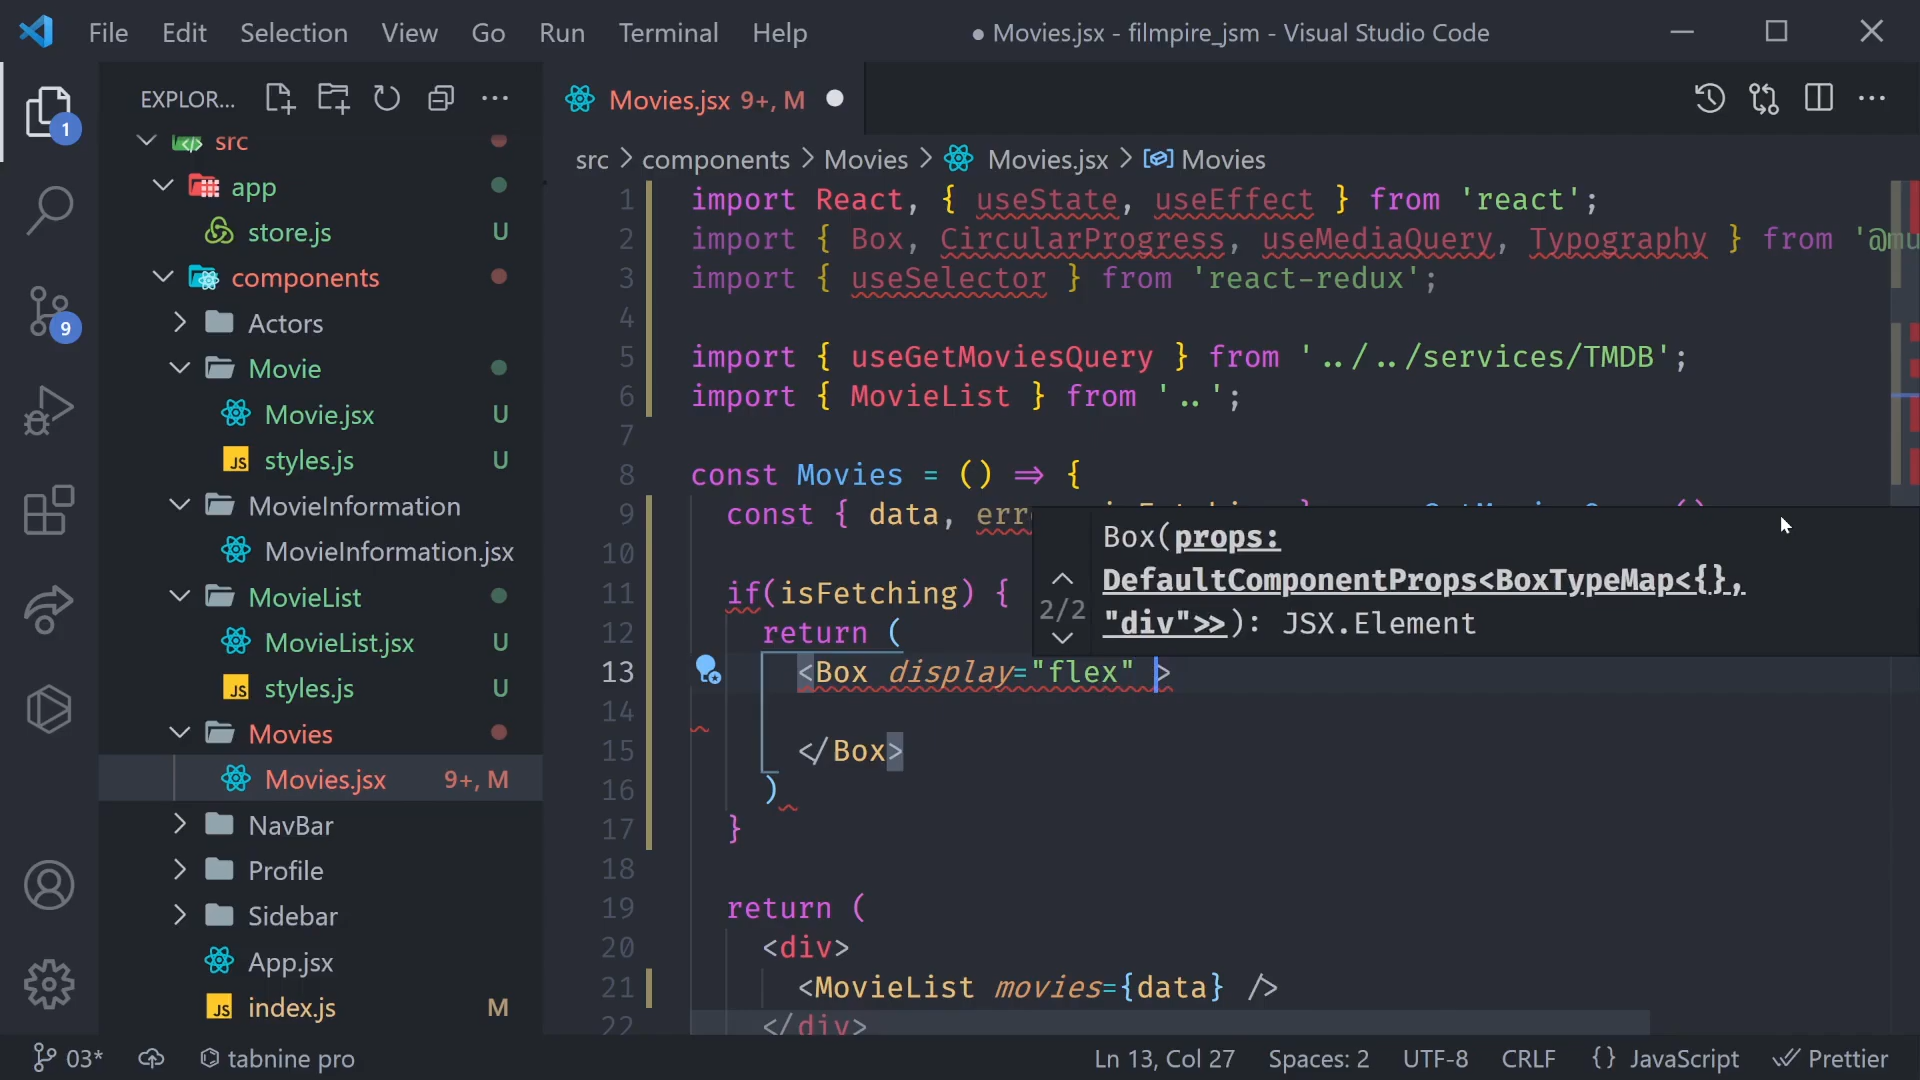 File Edit Selection View Go Run Terminal Help
● Movies.jsx - filmpire_jsm - Visual Studio Code
EXPLOR...
src
app
store.js U
components
Actors
Movie
Movie.jsx U
styles.js U
MovieInformation
MovieInformation.jsx
MovieList
MovieList.jsx U
styles.js U
Movies
Movies.jsx 9+, M
NavBar
Profile
Sidebar
App.jsx
index.js M
1
9
Movies.jsx 9+, M
src > components > Movies > Movies.jsx > Movies
1 import React, { useState, useEffect } from 'react';
2 import { Box, CircularProgress, useMediaQuery, Typography } from '@mu
3 import { useSelector } from 'react-redux';
4
5 import { useGetMoviesQuery } from '../../services/TMDB';
6 import { MovieList } from '..';
7
8 const Movies = () => {
9 const { data, err
10
11 if(isFetching) {
12 return (
13 <Box display="flex" >
14
15 </Box>
16 )
17 }
18
19 return (
20 <div>
21 <MovieList movies={data} />
22 </div>
2/2
Box(props:
DefaultComponentProps<BoxTypeMap<{},
"div">>): JSX.Element
03* tabnine pro
Ln 13, Col 27 Spaces: 2 UTF-8 CRLF {} JavaScript Prettier